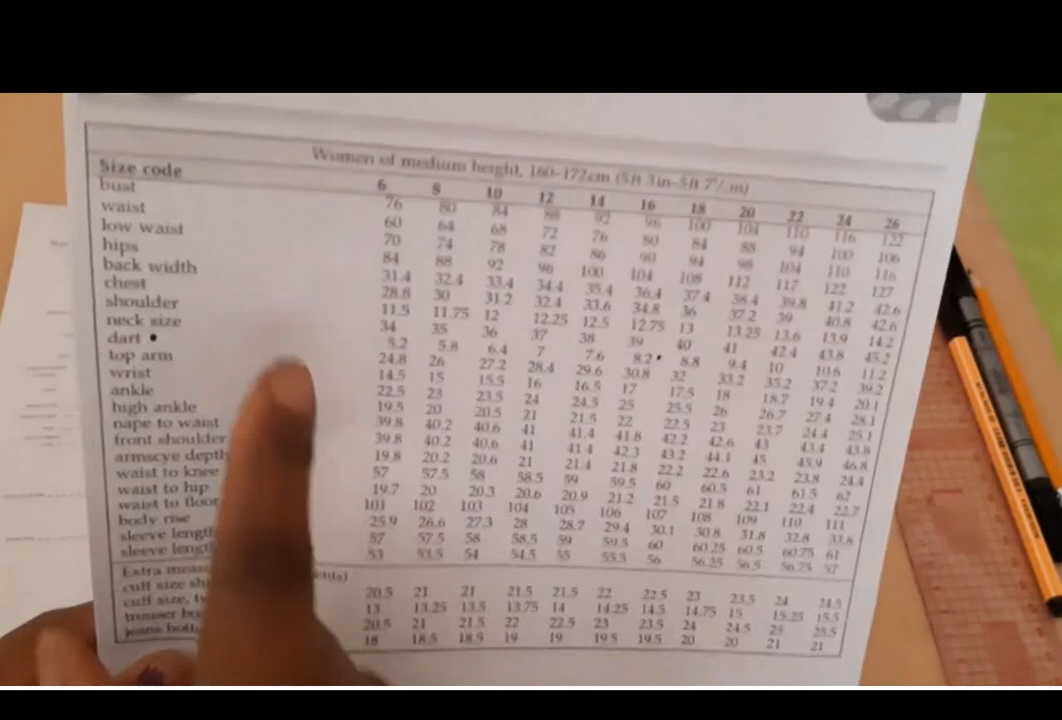 Women of medium height, 160–172cm (5ft 3in–5ft 7½in)
Size code 6 8 10 12 14 16 18 20 22 24 26
bust 76 80 84 88 92 96 100 104 110 116 122
waist 60 64 68 72 76 80 84 88 94 100 106
low waist 70 74 78 82 86 90 94 98 104 110 116
hips 84 88 92 96 100 104 108 112 117 122 127
back width 31.4 32.4 33.4 34.4 35.4 36.4 37.4 38.4 39.8 41.2 42.6
chest 28.8 30 31.2 32.4 33.6 34.8 36 37.2 39 40.8 42.6
shoulder 11.5 11.75 12 12.25 12.5 12.75 13 13.25 13.6 13.9 14.2
neck size 34 35 36 37 38 39 40 41 42.4 43.8 45.2
dart • 5.2 5.8 6.4 7 7.6 8.2 8.8 9.4 10 10.6 11.2
top arm 24.8 26 27.2 28.4 29.6 30.8 32 33.2 35.2 37.2 39.2
wrist 14.5 15 15.5 16 16.5 17 17.5 18 18.7 19.4 20.1
ankle 22.5 23 23.5 24 24.5 25 25.5 26 26.7 27.4 28.1
high ankle 19.5 20 20.5 21 21.5 22 22.5 23 23.7 24.4 25.1
nape to waist 39.8 40.2 40.6 41 41.4 41.8 42.2 42.6 43 43.4 43.8
front shoulder 39.8 40.2 40.6 41 41.4 42.3 43.2 44.1 45 45.9 46.8
armscye depth 19.8 20.2 20.6 21 21.4 21.8 22.2 22.6 23.2 23.8 24.4
waist to knee 57 57.5 58 58.5 59 59.5 60 60.5 61 61.5 62
waist to hip 19.7 20 20.3 20.6 20.9 21.2 21.5 21.8 22.1 22.4 22.7
waist to floor 101 102 103 104 105 106 107 108 109 110 111
body rise 25.9 26.6 27.3 28 28.7 29.4 30.1 30.8 31.8 32.8 33.8
sleeve length 57 57.5 58 58.5 59 59.5 60 60.25 60.5 60.75 61
sleeve length 53 53.5 54 54.5 55 55.5 56 56.25 56.5 56.75 57
Extra
cuff size 20.5 21 21 21.5 21.5 22 22.5 23 23.5 24 24.5
cuff size, 13 13.25 13.5 13.75 14 14.25 14.5 14.75 15 15.25 15.5
trouser 20.5 21 21.5 22 22.5 23 23.5 24 24.5 25 25.5
jeans 18 18.5 18.5 19 19 19.5 19.5 20 20 21 21